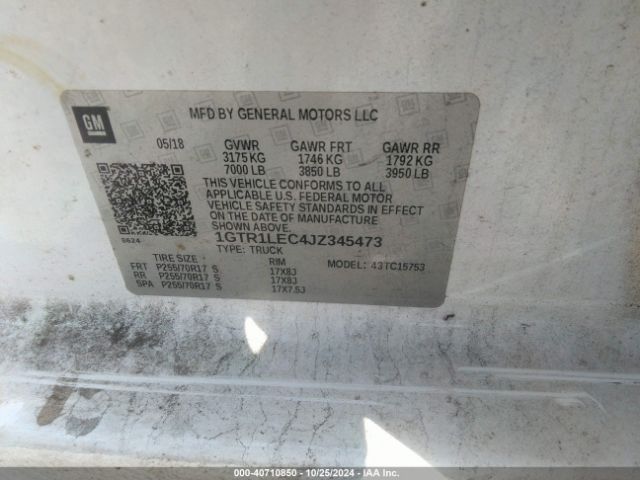 GM
MFD BY GENERAL MOTORS LLC
05/18 GVWR GAWR FRT GAWR RR
3175 KG 1746 KG 1792 KG
7000 LB 3850 LB 3950 LB
THIS VEHICLE CONFORMS TO ALL
APPLICABLE U.S. FEDERAL MOTOR
VEHICLE SAFETY STANDARDS IN EFFECT
ON THE DATE OF MANUFACTURE
SHOWN ABOVE.
1GTR1LEC4JZ345473
TYPE: TRUCK
TIRE SIZE RIM MODEL: 43TC15753
FRT P255/70R17 S 17X8J
RR P255/70R17 S 17X8J
SPA P255/70R17 S 17X7.5J
000-40710850 • 10/25/2024 • IAA Inc.